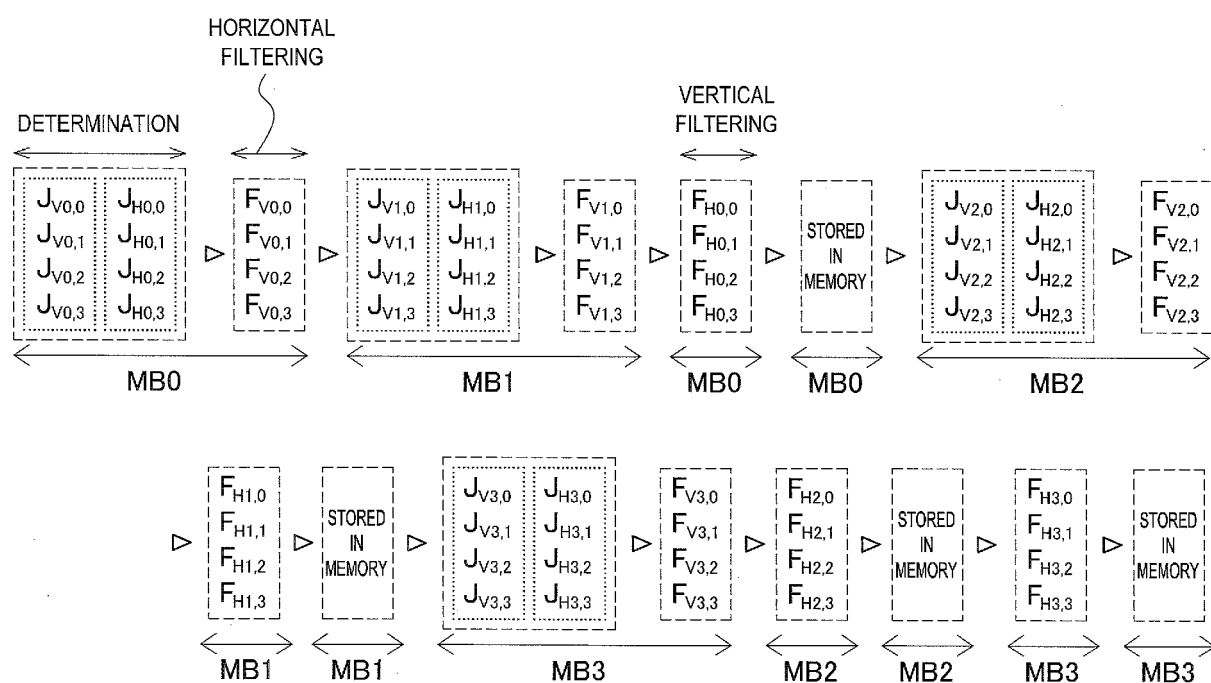 HORIZONTAL
FILTERING
VERTICAL
FILTERING
DETERMINATION
JV0,0 JH0,0 FV0,0 JV1,0 JH1,0 FV1,0 FH0,0 JV2,0 JH2,0 FV2,0
JV0,1 JH0,1 FV0,1 JV1,1 JH1,1 FV1,1 FH0,1 STORED JV2,1 JH2,1 FV2,1
IN
JV0,2 JH0,2 FV0,2 JV1,2 JH1,2 FV1,2 FH0,2 MEMORY JV2,2 JH2,2 FV2,2
JV0,3 JH0,3 FV0,3 JV1,3 JH1,3 FV1,3 FH0,3 JV2,3 JH2,3 FV2,3
MB0 MB1 MB0 MB0 MB2
FH1,0 JV3,0 JH3,0 FV3,0 FH2,0 FH3,0
FH1,1 STORED JV3,1 JH3,1 FV3,1 FH2,1 STORED FH3,1 STORED
IN IN IN
FH1,2 MEMORY JV3,2 JH3,2 FV3,2 FH2,2 MEMORY FH3,2 MEMORY
FH1,3 JV3,3 JH3,3 FV3,3 FH2,3 FH3,3
MB1 MB1 MB3 MB2 MB2 MB3 MB3